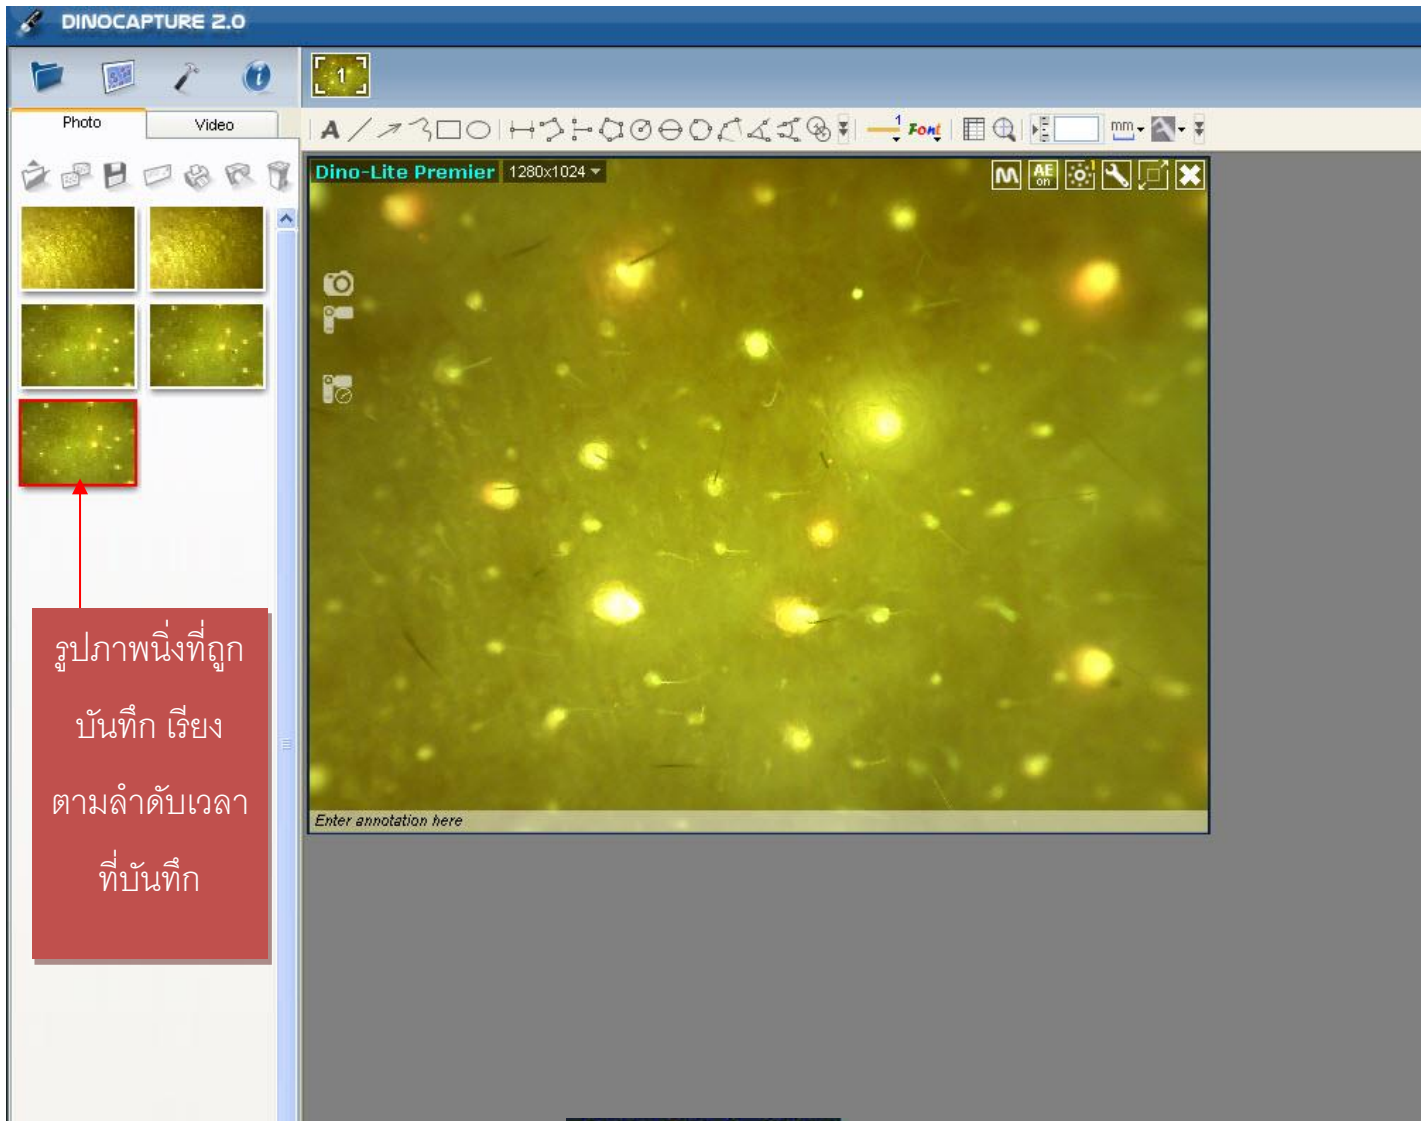 DINOCAPTURE 2.0
1
Photo
Video
A
1
Font
mm
Dino-Lite Premier 1280x1024
AE
on
รูปภาพนิ่งที่ถูก
บันทึก เรียง
ตามลำดับเวลา
ที่บันทึก
Enter annotation here